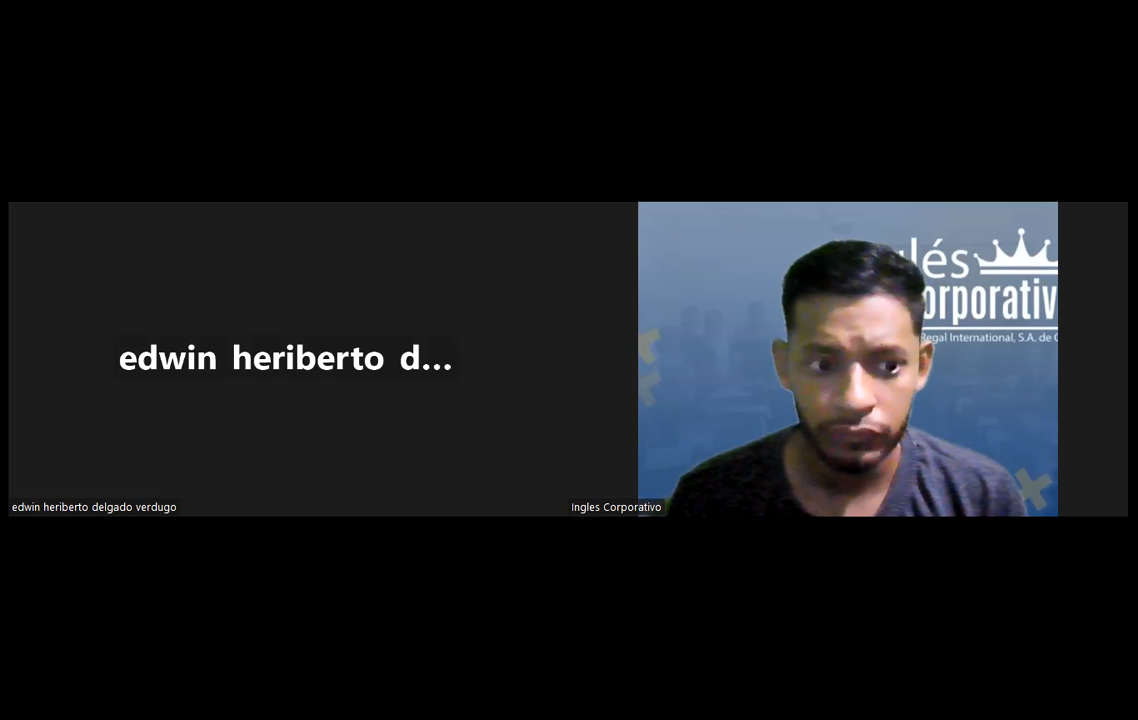 edwin heriberto d...
edwin heriberto delgado verdugo
lés
orporativ
Regal International, S.A. de C
Ingles Corporativo